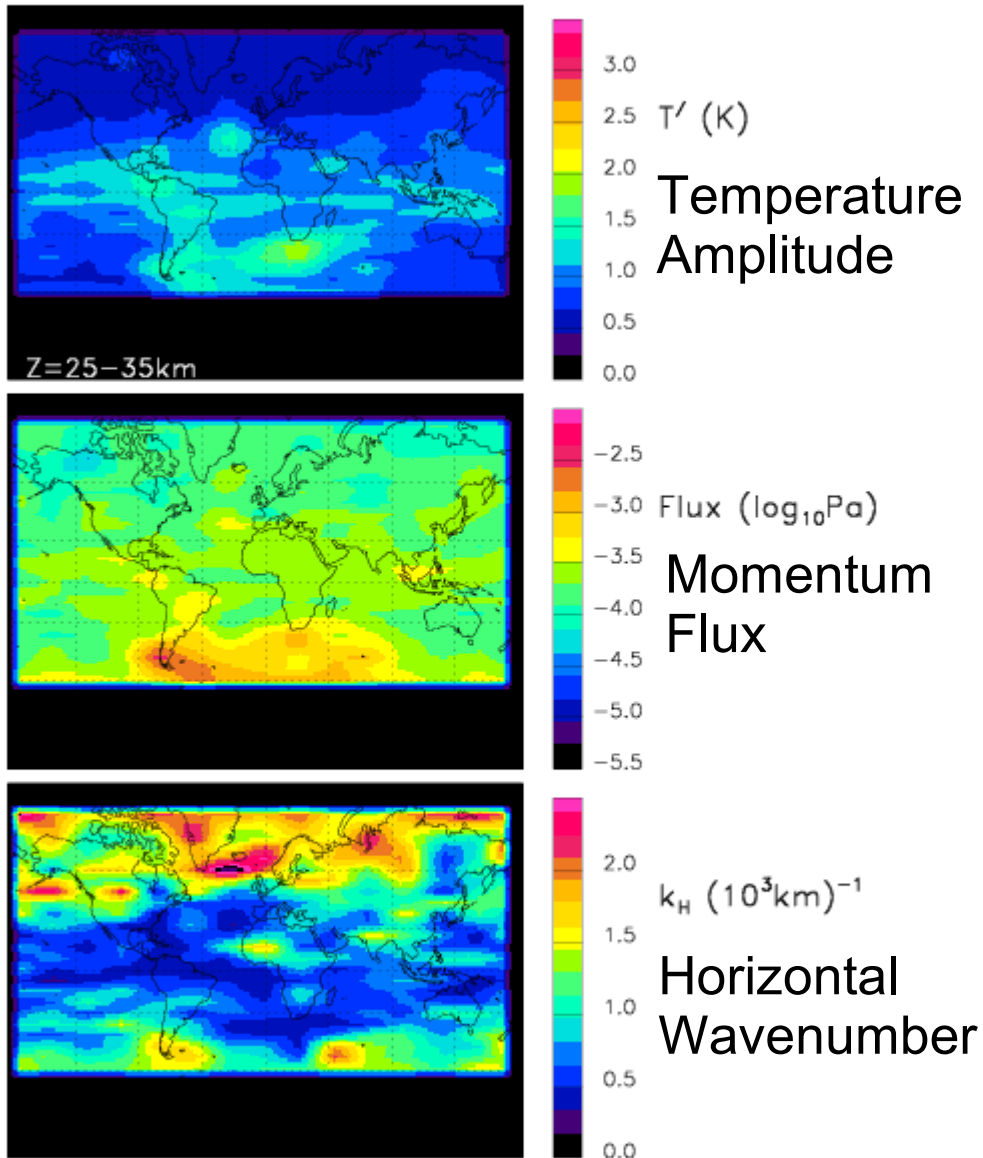 3.0
2.5
2.0
1.5
1.0
0.5
0.0
T′ (K)
Temperature
Amplitude
Z=25−35km
−2.5
−3.0
−3.5
−4.0
−4.5
−5.0
−5.5
Flux (log₁₀Pa)
Momentum
Flux
2.0
1.5
1.0
0.5
0.0
k_H (10³km)⁻¹
Horizontal
Wavenumber